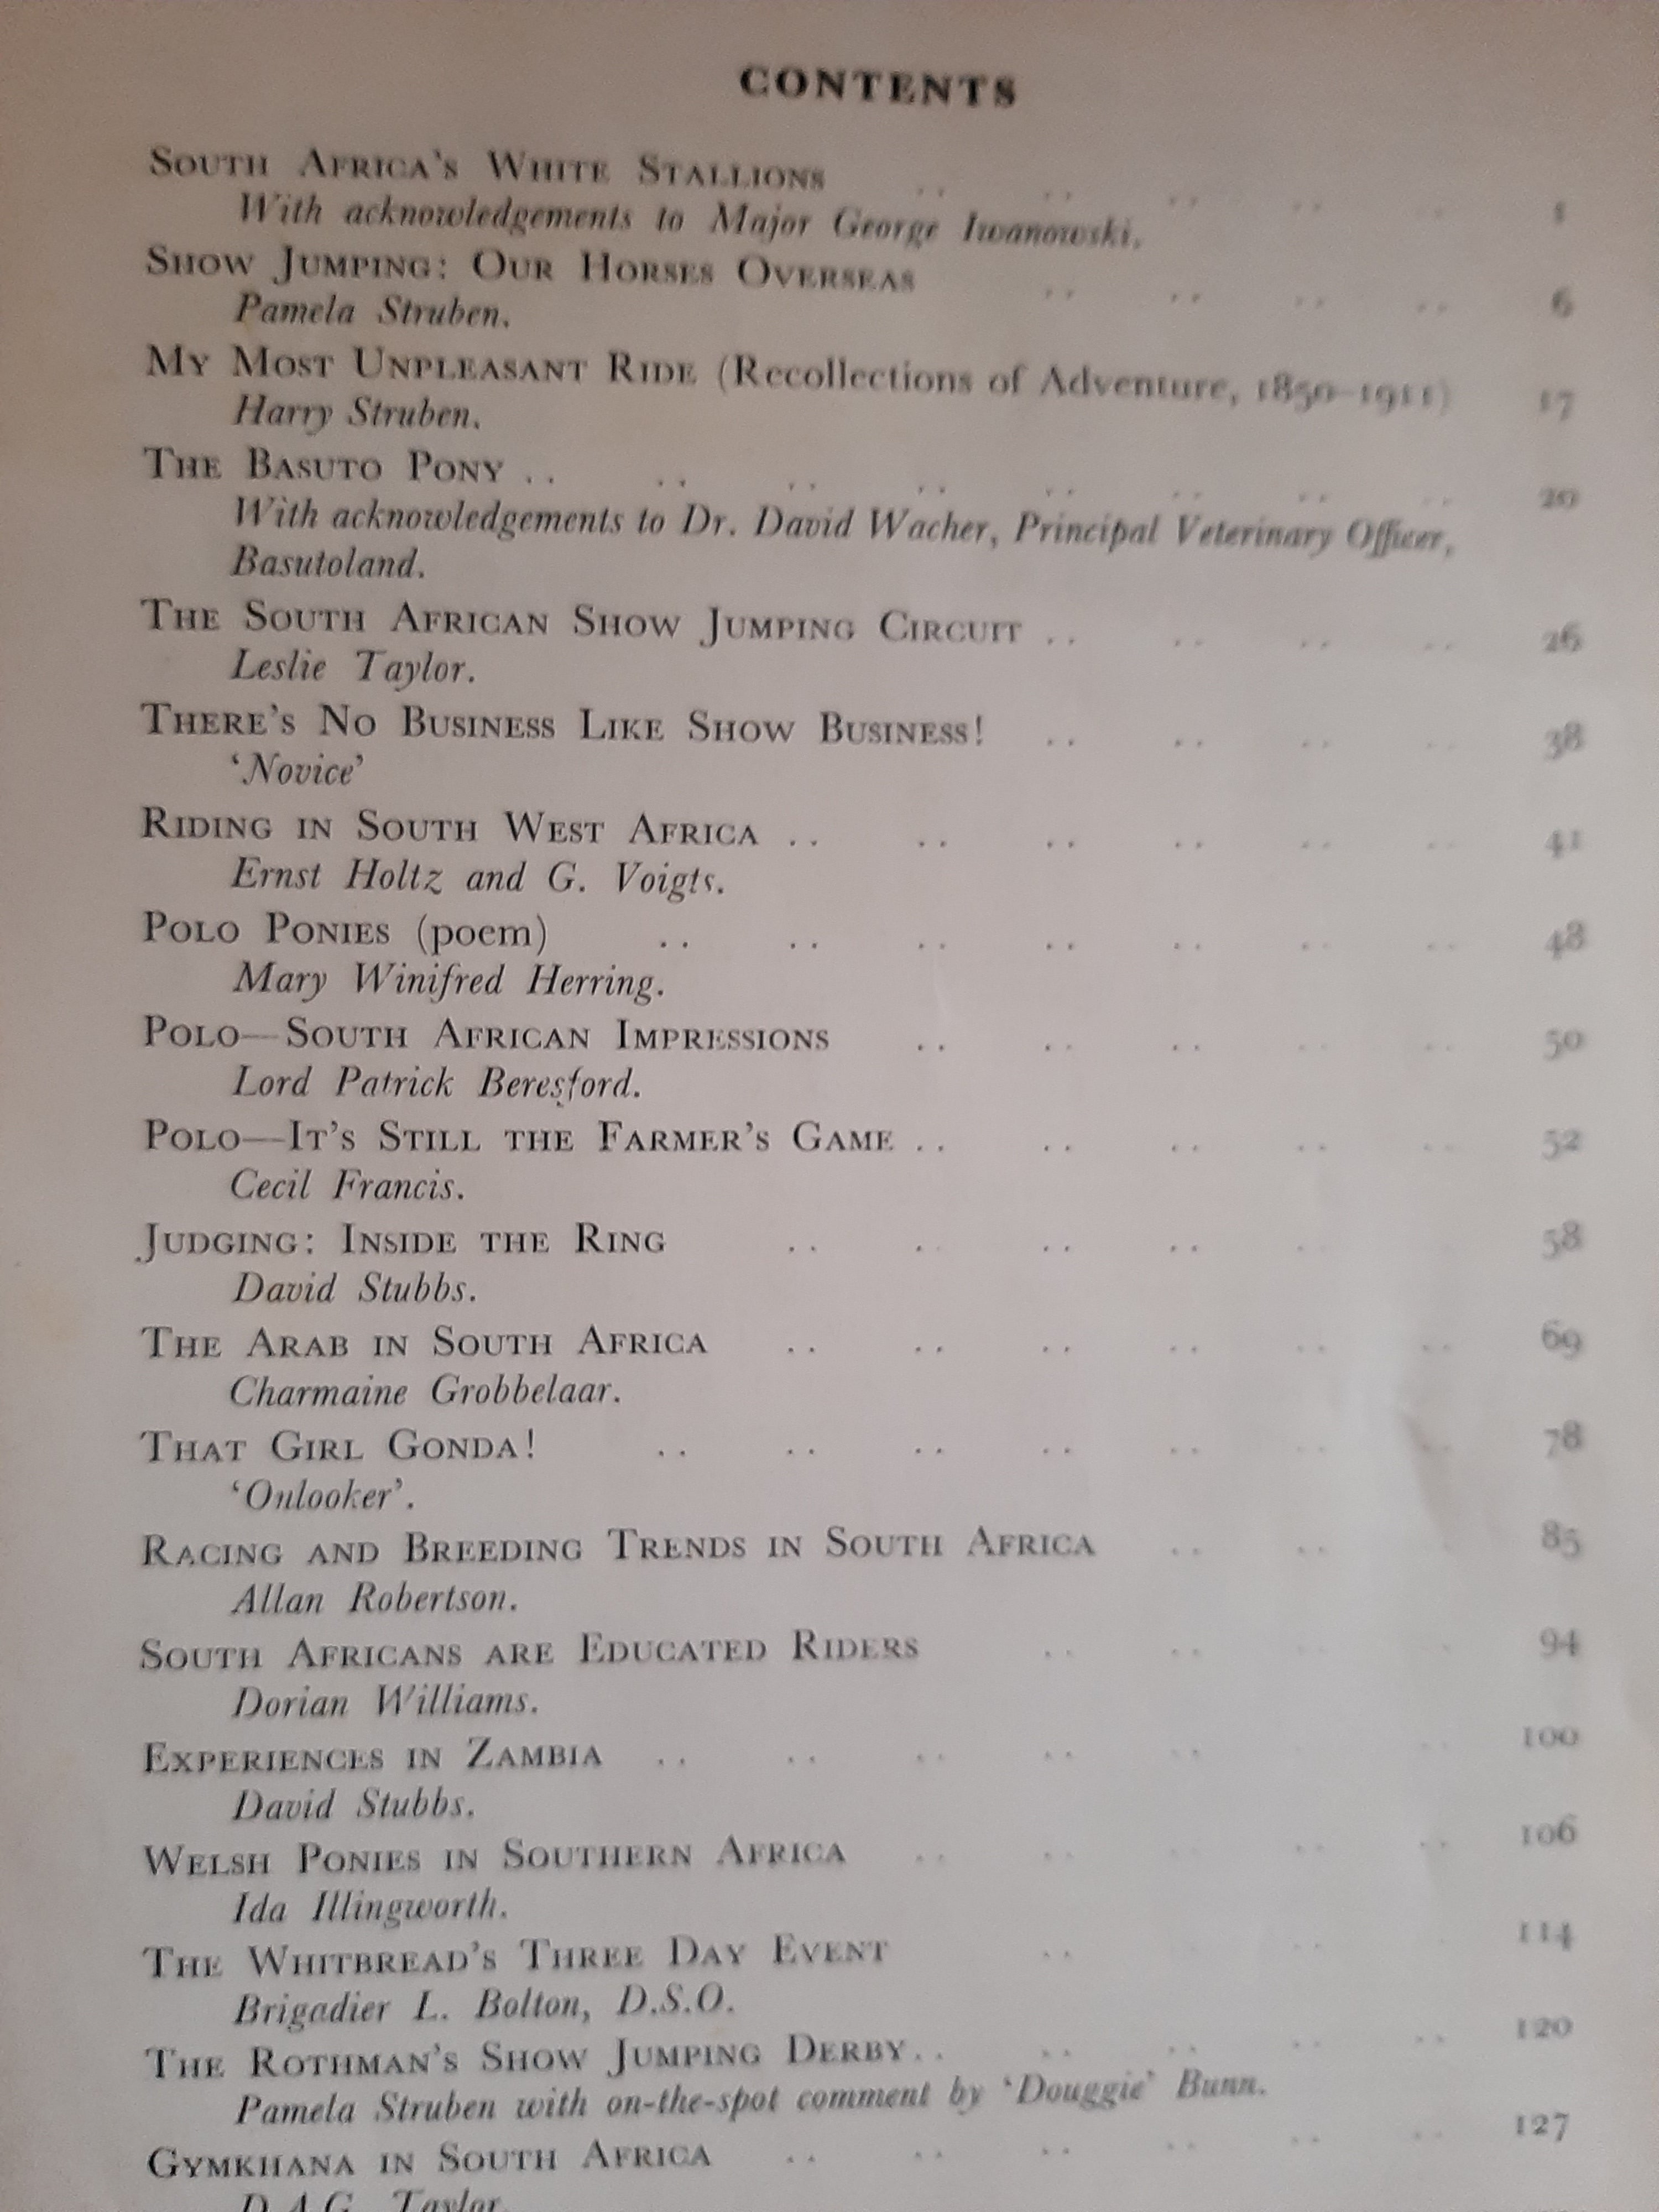 CONTENTS
SOUTH AFRICA'S WHITE STALLIONS .. .. .. .. .. 1
With acknowledgements to Major George Iwanowski.
SHOW JUMPING: OUR HORSES OVERSEAS .. .. .. .. 6
Pamela Struben.
MY MOST UNPLEASANT RIDE (Recollections of Adventure, 1850–1911) 17
Harry Struben.
THE BASUTO PONY .. .. .. .. .. .. .. .. 20
With acknowledgements to Dr. David Wacher, Principal Veterinary Officer,
Basutoland.
THE SOUTH AFRICAN SHOW JUMPING CIRCUIT .. .. .. .. 26
Leslie Taylor.
THERE'S NO BUSINESS LIKE SHOW BUSINESS! .. .. .. .. 38
'Novice'
RIDING IN SOUTH WEST AFRICA .. .. .. .. .. .. 41
Ernst Holtz and G. Voigts.
POLO PONIES (poem) .. .. .. .. .. .. .. 48
Mary Winifred Herring.
POLO—SOUTH AFRICAN IMPRESSIONS .. .. .. .. .. 50
Lord Patrick Beresford.
POLO—IT'S STILL THE FARMER'S GAME .. .. .. .. .. 52
Cecil Francis.
JUDGING: INSIDE THE RING .. .. .. .. .. 58
David Stubbs.
THE ARAB IN SOUTH AFRICA .. .. .. .. .. .. 69
Charmaine Grobbelaar.
THAT GIRL GONDA! .. .. .. .. .. .. .. 78
'Onlooker'.
RACING AND BREEDING TRENDS IN SOUTH AFRICA .. .. 85
Allan Robertson.
SOUTH AFRICANS ARE EDUCATED RIDERS .. .. .. .. 94
Dorian Williams.
EXPERIENCES IN ZAMBIA .. .. .. .. .. .. 100
David Stubbs.
WELSH PONIES IN SOUTHERN AFRICA .. .. .. .. .. 106
Ida Illingworth.
THE WHITBREAD'S THREE DAY EVENT .. .. .. 114
Brigadier L. Bolton, D.S.O.
THE ROTHMAN'S SHOW JUMPING DERBY .. .. .. .. .. 120
Pamela Struben with on-the-spot comment by 'Douggie' Bunn.
GYMKHANA IN SOUTH AFRICA .. .. .. .. .. .. 127
D.A.G. Taylor.